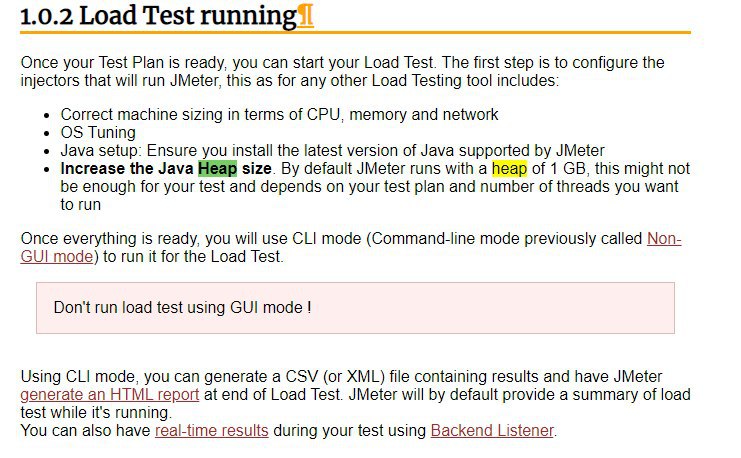 1.0.2 Load Test running¶
Once your Test Plan is ready, you can start your Load Test. The first step is to configure the
injectors that will run JMeter, this as for any other Load Testing tool includes:
• Correct machine sizing in terms of CPU, memory and network
• OS Tuning
• Java setup: Ensure you install the latest version of Java supported by JMeter
• Increase the Java Heap size. By default JMeter runs with a heap of 1 GB, this might not
be enough for your test and depends on your test plan and number of threads you want
to run
Once everything is ready, you will use CLI mode (Command-line mode previously called Non-
GUI mode) to run it for the Load Test.
Don't run load test using GUI mode !
Using CLI mode, you can generate a CSV (or XML) file containing results and have JMeter
generate an HTML report at end of Load Test. JMeter will by default provide a summary of load
test while it's running.
You can also have real-time results during your test using Backend Listener.